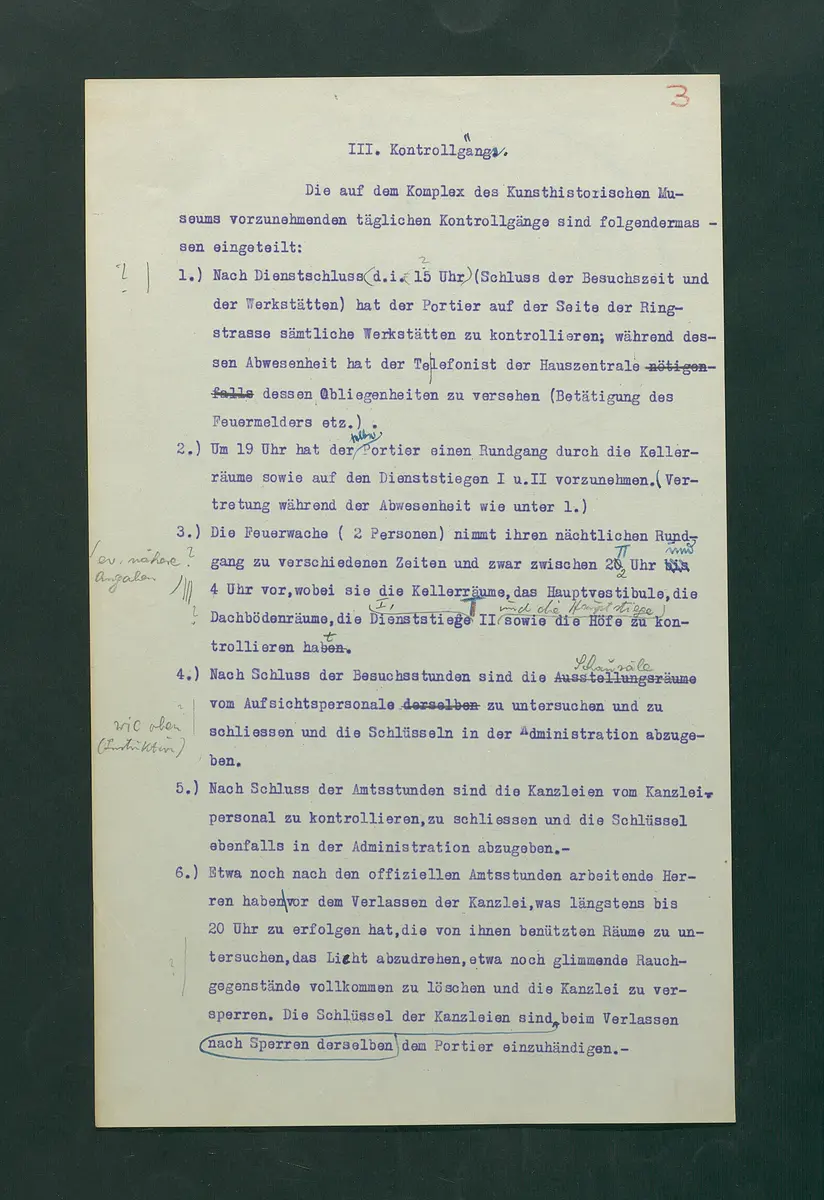 3
III. Kontrollgänge.
Die auf dem Komplex des Kunsthistorischen Mu-
seums vorzunehmenden täglichen Kontrollgänge sind folgendermas -
sen eingeteilt:
?
1.) Nach Dienstschluss(d.i. 15 Uhr)(Schluss der Besuchszeit und
? der Werkstätten) hat der Portier auf der Seite der Ring-
strasse sämtliche Werkstätten zu kontrollieren; während des-
sen Abwesenheit hat der Telefonist der Hauszentrale nötigen-
falls dessen Obliegenheiten zu versehen (Betätigung des
Feuermelders etz.).
2.) Um 19 Uhr hat der Portier einen Rundgang durch die Keller-
räume sowie auf den Dienststiegen I u.II vorzunehmen.(Ver-
tretung während der Abwesenheit wie unter 1.)
3.) Die Feuerwache ( 2 Personen) nimmt ihren nächtlichen Rund-
ev. nähere ?
Angaben
und
gang zu verschiedenen Zeiten und zwar zwischen 22 Uhr bis
4 Uhr vor,wobei sie die Kellerräume,das Hauptvestibule,die
I, und die Hauptstiege
? Dachbödenräume,die Dienststiege II sowie die Höfe zu kon-
t
trollieren haben.
Schausäle
4.) Nach Schluss der Besuchsstunden sind die Ausstellungsräume
vom Aufsichtspersonale derselben zu untersuchen und zu
wie oben
(Instruktion)
schliessen und die Schlüsseln in der Administration abzuge-
ben.
5.) Nach Schluss der Amtsstunden sind die Kanzleien vom Kanzlei-
personal zu kontrollieren,zu schliessen und die Schlüssel
ebenfalls in der Administration abzugeben.-
6.) Etwa noch nach den offiziellen Amtsstunden arbeitende Her-
ren haben vor dem Verlassen der Kanzlei,was längstens bis
20 Uhr zu erfolgen hat,die von ihnen benützten Räume zu un-
? tersuchen,das Licht abzudrehen,etwa noch glimmende Rauch-
gegenstände vollkommen zu löschen und die Kanzlei zu ver-
sperren. Die Schlüssel der Kanzleien sind beim Verlassen
nach Sperren derselben dem Portier einzuhändigen.-